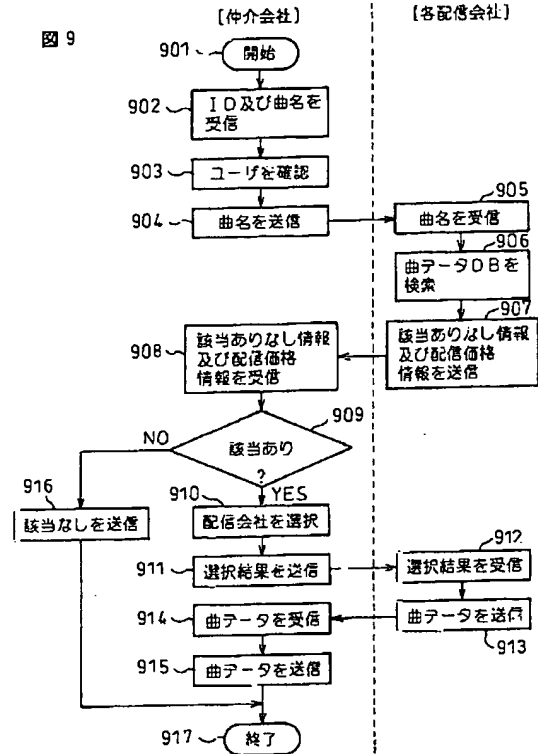 図 9
[仲介会社]
[各配信会社]
901
開始
902
ＩＤ及び曲名を
受信
903
ユーザを確認
904
曲名を送信
905
曲名を受信
906
曲データＤＢを
検索
907
該当ありなし情報
及び配信価格
情報を送信
908
該当ありなし情報
及び配信価格
情報を受信
909
該当あり
?
NO
YES
916
該当なしを送信
910
配信会社を選択
911
選択結果を送信
912
選択結果を受信
913
曲データを送信
914
曲データを受信
915
曲データを送信
917
終了